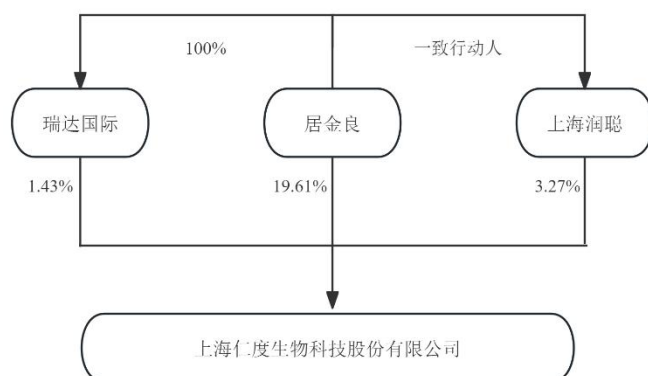 100%
一致行动人
瑞达国际
居金良
上海润聪
1.43%
19.61%
3.27%
上海仁度生物科技股份有限公司